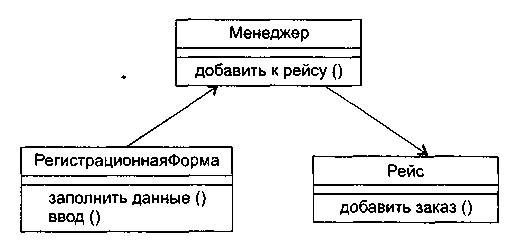 Менеджер
добавить к рейсу ()
РегистрационнаяФорма
заполнить данные ()
ввод ()
Рейс
добавить заказ ()